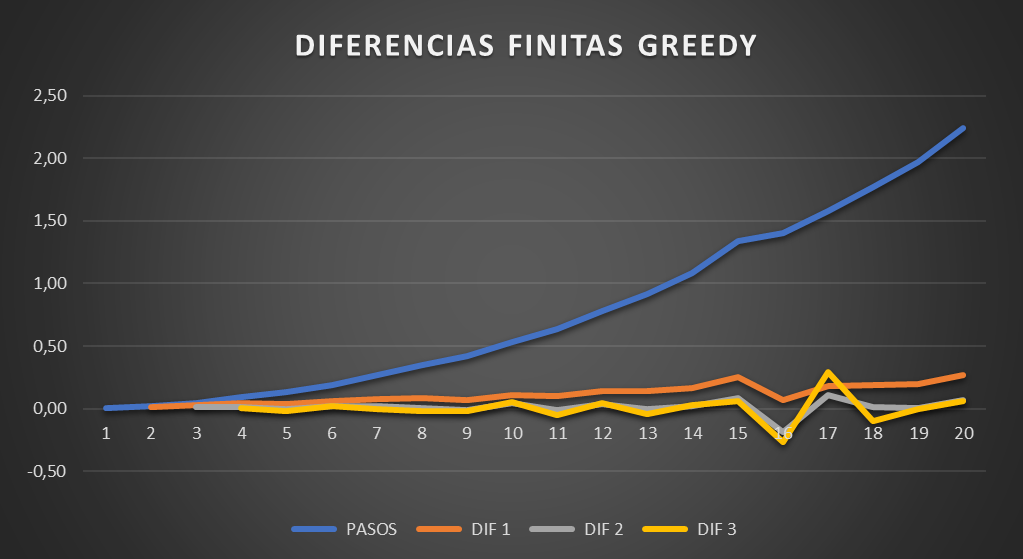 DIFERENCIAS FINITAS GREEDY
2,50
2,00
1,50
1,00
0,50
0,00
-0,50
1 2 3 4 5 6 7 8 9 10 11 12 13 14 15 16 17 18 19 20
PASOS DIF 1 DIF 2 DIF 3